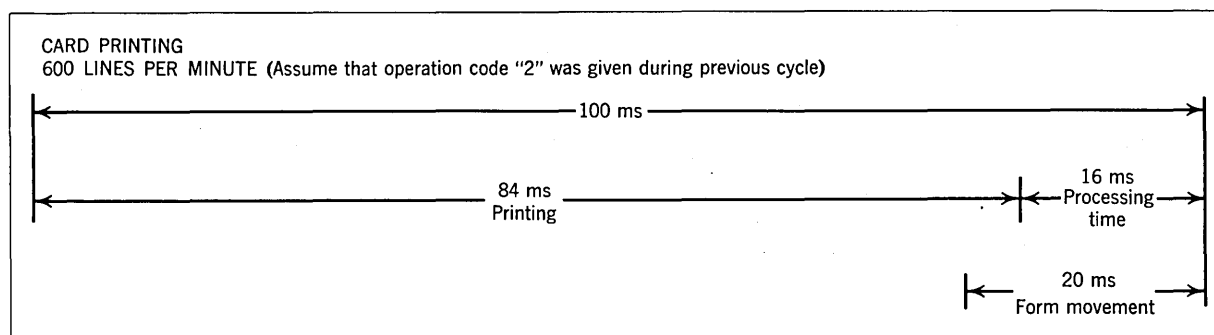 CARD PRINTING
600 LINES PER MINUTE (Assume that operation code "2" was given during previous cycle)
100 ms
84 ms
Printing
16 ms
Processing
time
20 ms
Form movement